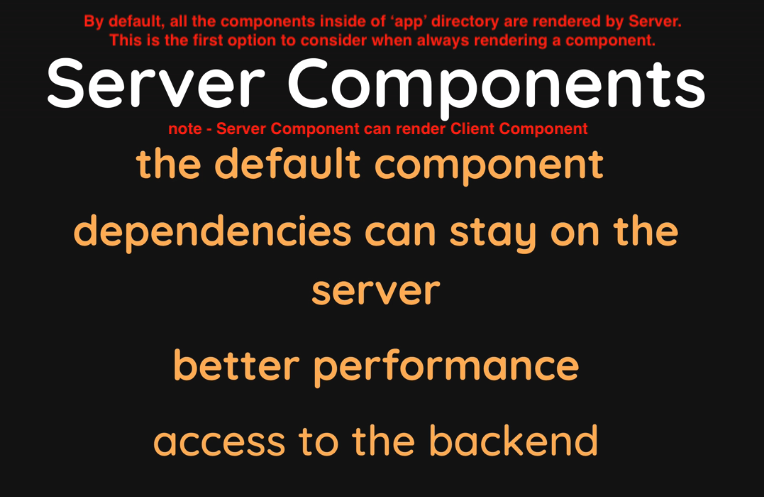 By default, all the components inside of ‘app’ directory are rendered by Server.
This is the first option to consider when always rendering a component.
Server Components
note - Server Component can render Client Component
the default component
dependencies can stay on the
server
better performance
access to the backend